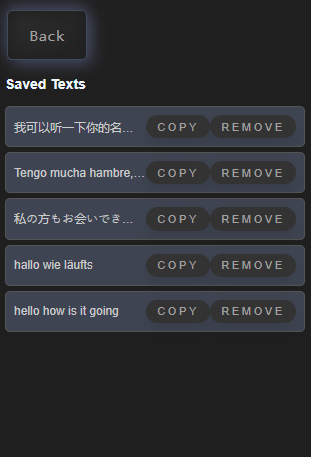 Back
Saved Texts
我可以听一下你的名... COPY REMOVE
Tengo mucha hambre,... COPY REMOVE
私の方もお会いでき... COPY REMOVE
hallo wie läufts COPY REMOVE
hello how is it going COPY REMOVE